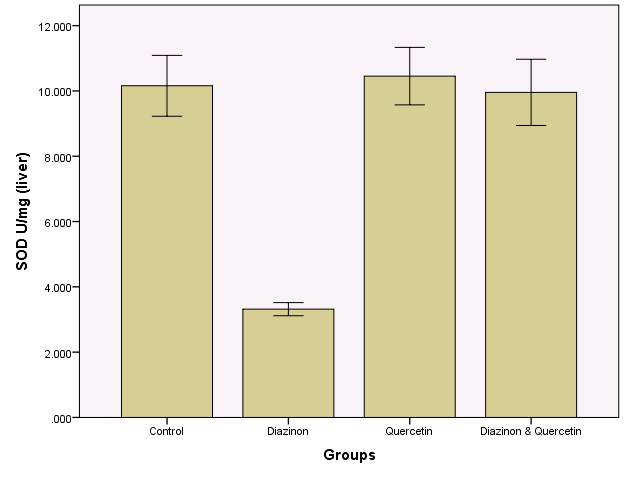 12.000
10.000
8.000
6.000
4.000
2.000
.000
SOD U/mg (liver)
Control
Diazinon
Quercetin
Diazinon & Quercetin
Groups